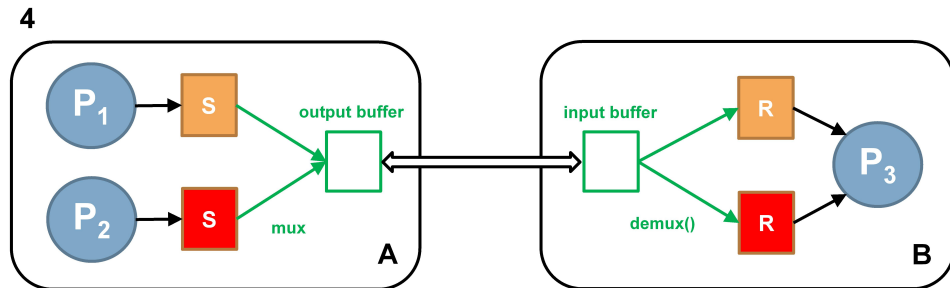 4
P1
S
output buffer
input buffer
R
P3
P2
S
mux
demux()
R
A
B